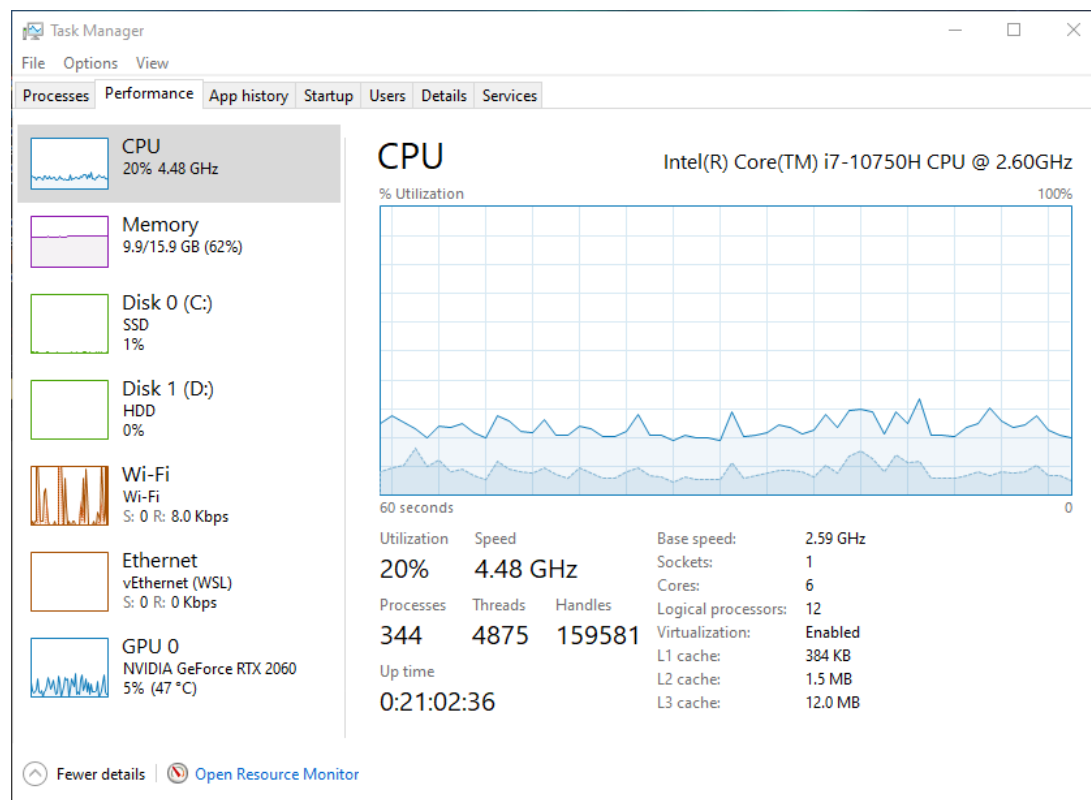 Task Manager
File Options View
Processes Performance App history Startup Users Details Services
CPU
20% 4.48 GHz
Memory
9.9/15.9 GB (62%)
Disk 0 (C:)
SSD
1%
Disk 1 (D:)
HDD
0%
Wi-Fi
Wi-Fi
S: 0 R: 8.0 Kbps
Ethernet
vEthernet (WSL)
S: 0 R: 0 Kbps
GPU 0
NVIDIA GeForce RTX 2060
5% (47 °C)
CPU Intel(R) Core(TM) i7-10750H CPU @ 2.60GHz
% Utilization 100%
60 seconds 0
Utilization Speed
20% 4.48 GHz
Processes Threads Handles
344 4875 159581
Up time
0:21:02:36
Base speed: 2.59 GHz
Sockets: 1
Cores: 6
Logical processors: 12
Virtualization: Enabled
L1 cache: 384 KB
L2 cache: 1.5 MB
L3 cache: 12.0 MB
Fewer details Open Resource Monitor